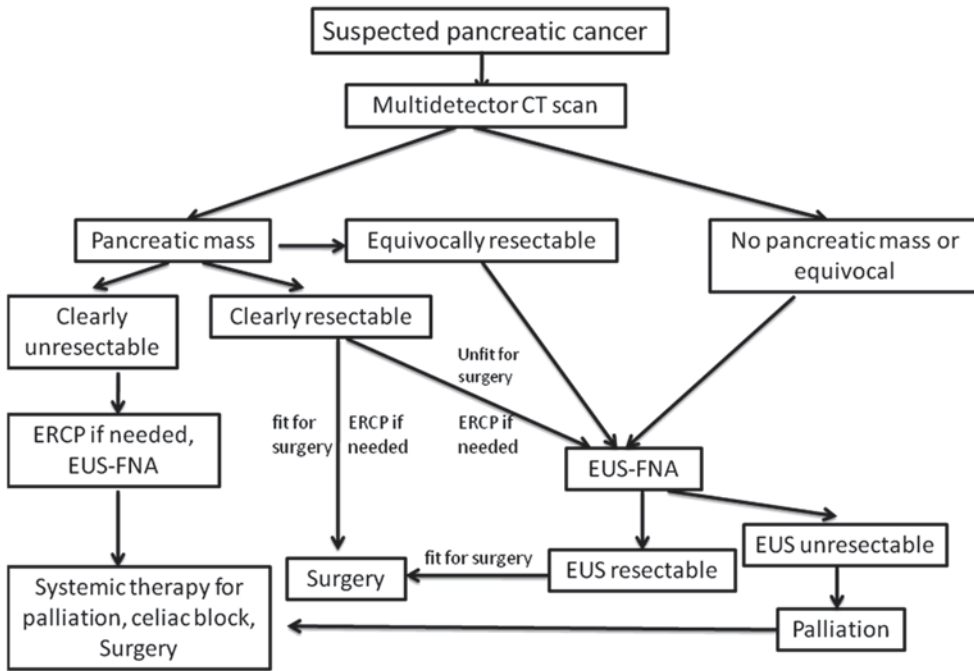 Suspected pancreatic cancer
Multidetector CT scan
Pancreatic mass
Equivocally resectable
No pancreatic mass or
equivocal
Clearly
unresectable
Clearly resectable
Unfit for
surgery
fit for
surgery
ERCP if
needed
ERCP if
needed
ERCP if needed,
EUS-FNA
EUS-FNA
EUS unresectable
fit for surgery
EUS resectable
Surgery
Systemic therapy for
palliation, celiac block,
Surgery
Palliation